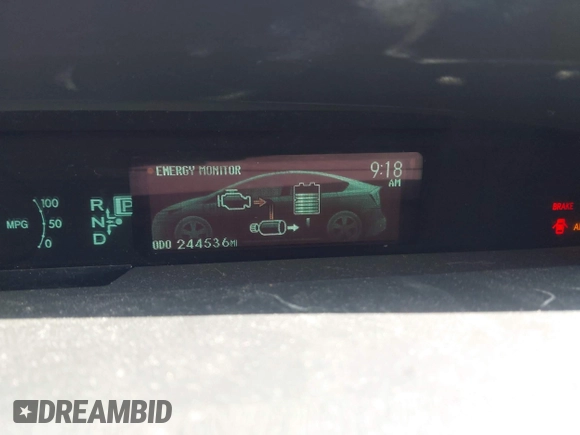 ENERGY MONITOR
9:18
AM
100
50
0
MPG
R
N
D
P
ODO 244536MI
BRAKE
DREAMBID